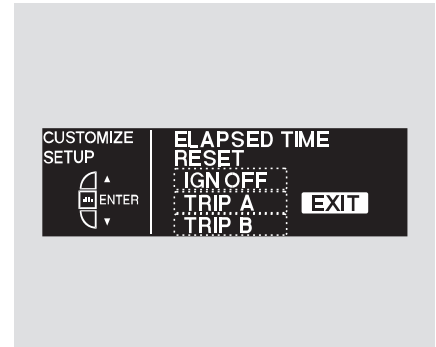 CUSTOMIZE
SETUP
ENTER
ELAPSED TIME
RESET
IGN OFF
TRIP A
TRIP B
EXIT